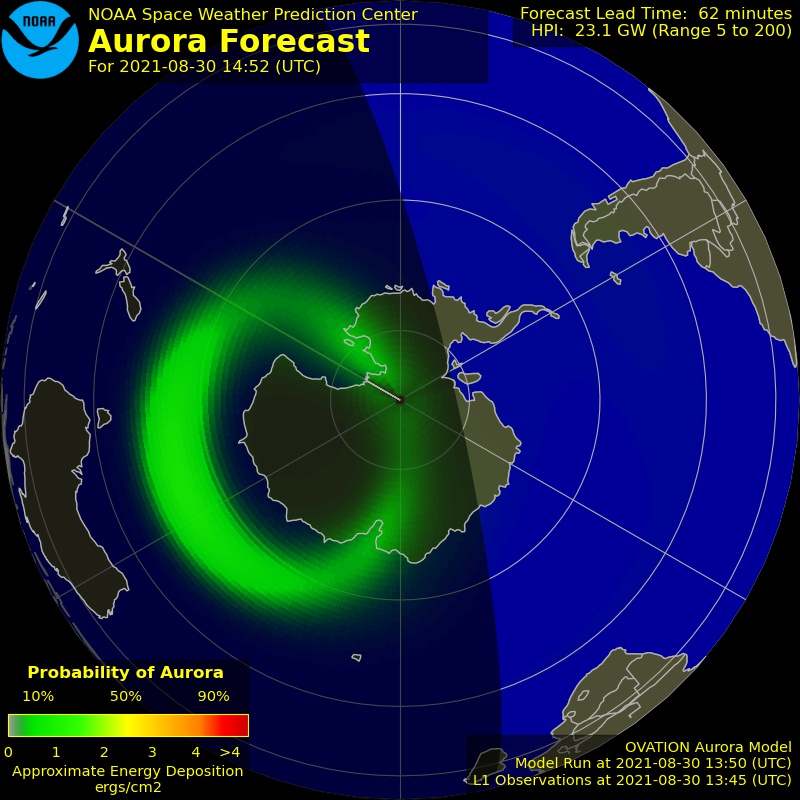 NOAA
NOAA Space Weather Prediction Center
Aurora Forecast
For 2021-08-30 14:52 (UTC)
Forecast Lead Time: 62 minutes
HPI: 23.1 GW (Range 5 to 200)
Probability of Aurora
10% 50% 90%
0 1 2 3 4 >4
Approximate Energy Deposition
ergs/cm2
OVATION Aurora Model
Model Run at 2021-08-30 13:50 (UTC)
L1 Observations at 2021-08-30 13:45 (UTC)